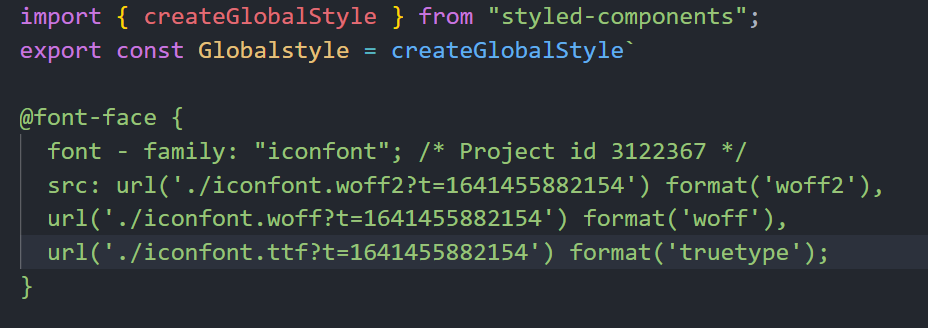 import { createGlobalStyle } from "styled-components";
export const Globalstyle = createGlobalStyle`
@font-face {
font - family: "iconfont"; /* Project id 3122367 */
src: url('./iconfont.woff2?t=1641455882154') format('woff2'),
url('./iconfont.woff?t=1641455882154') format('woff'),
url('./iconfont.ttf?t=1641455882154') format('truetype');
}